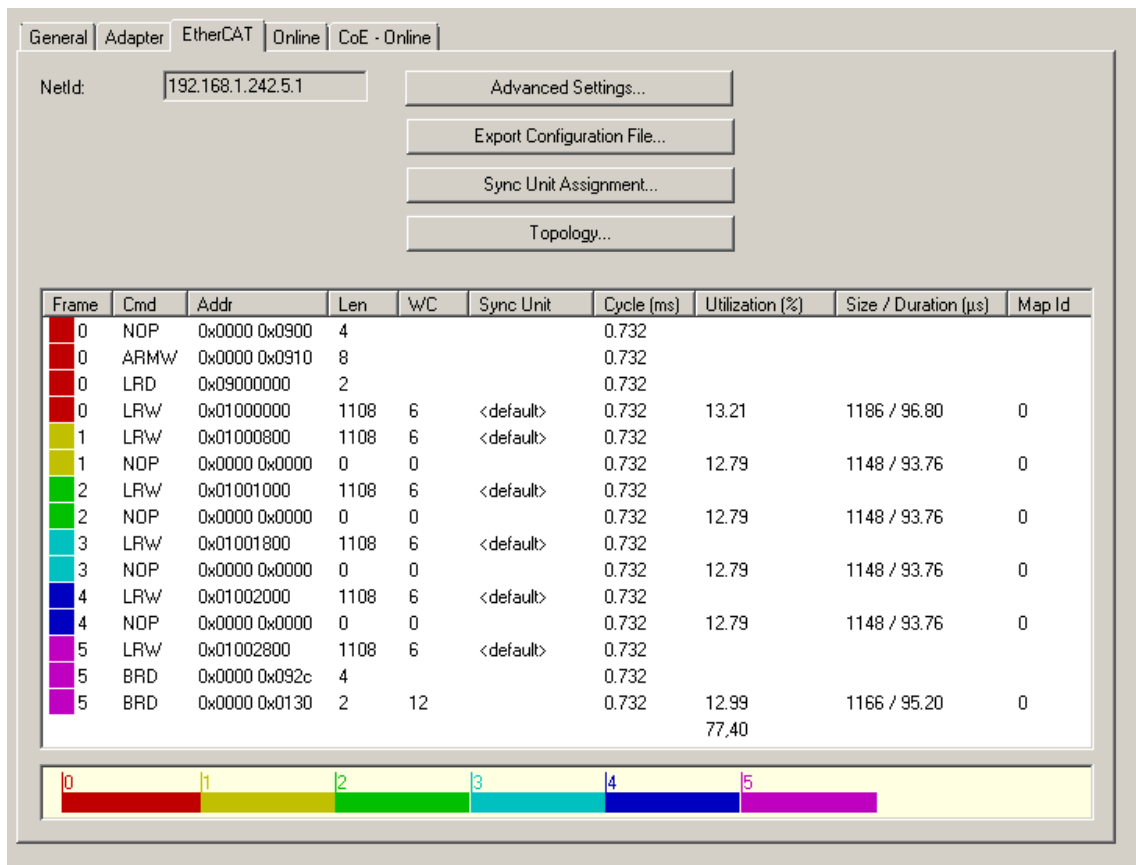 General Adapter EtherCAT Online CoE - Online
NetId: 192.168.1.242.5.1 Advanced Settings...
Export Configuration File...
Sync Unit Assignment...
Topology...
Frame Cmd Addr Len WC Sync Unit Cycle (ms) Utilization (%) Size / Duration (µs) Map Id
0 NOP 0x0000 0x0900 4 0.732
0 ARMW 0x0000 0x0910 8 0.732
0 LRD 0x09000000 2 0.732
0 LRW 0x01000000 1108 6 <default> 0.732 13.21 1186 / 96.80 0
1 LRW 0x01000800 1108 6 <default> 0.732
1 NOP 0x0000 0x0000 0 0 0.732 12.79 1148 / 93.76 0
2 LRW 0x01001000 1108 6 <default> 0.732
2 NOP 0x0000 0x0000 0 0 0.732 12.79 1148 / 93.76 0
3 LRW 0x01001800 1108 6 <default> 0.732
3 NOP 0x0000 0x0000 0 0 0.732 12.79 1148 / 93.76 0
4 LRW 0x01002000 1108 6 <default> 0.732
4 NOP 0x0000 0x0000 0 0 0.732 12.79 1148 / 93.76 0
5 LRW 0x01002800 1108 6 <default> 0.732
5 BRD 0x0000 0x092c 4 0.732
5 BRD 0x0000 0x0130 2 12 0.732 12.99 1166 / 95.20 0
77,40
0 1 2 3 4 5